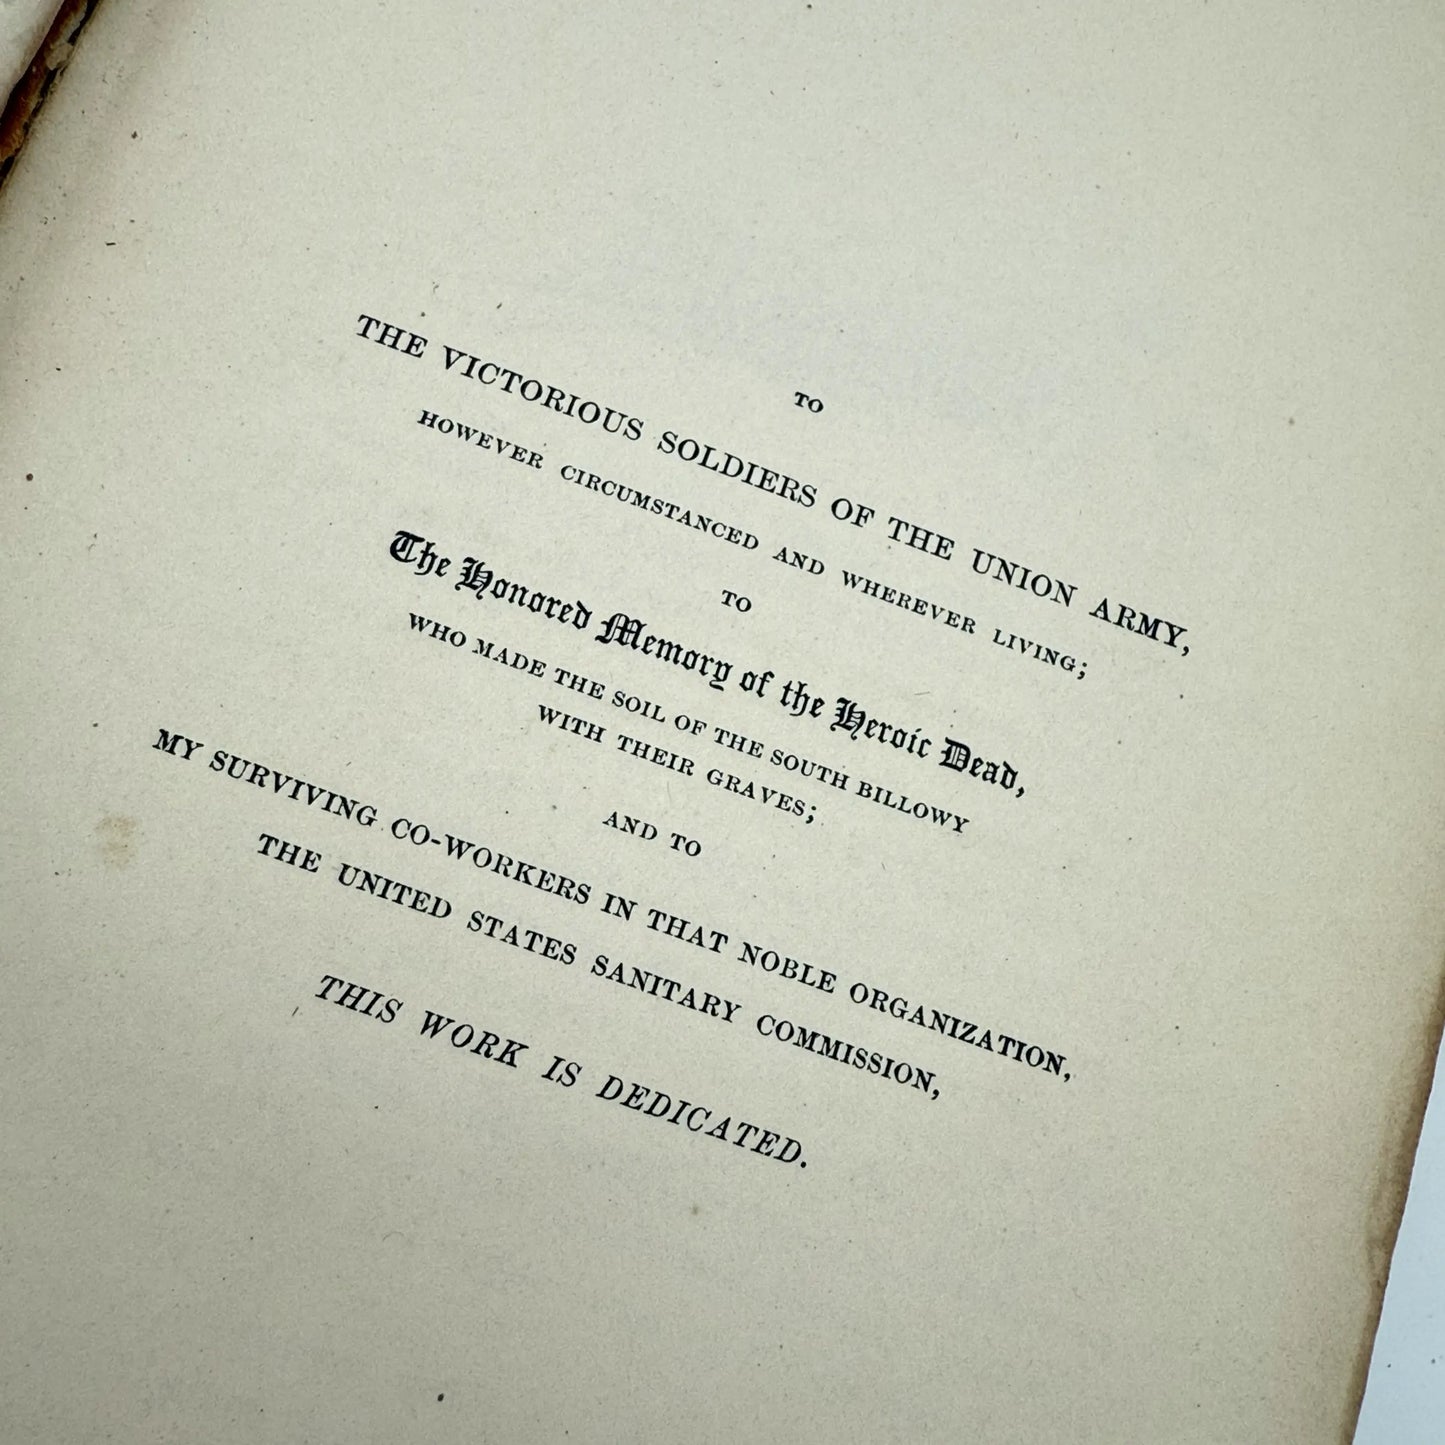 TO
THE VICTORIOUS SOLDIERS OF THE UNION ARMY,
HOWEVER CIRCUMSTANCED AND WHEREVER LIVING;
TO
The Honored Memory of the Heroic Dead,
WHO MADE THE SOIL OF THE SOUTH BILLOWY
WITH THEIR GRAVES;
AND TO
MY SURVIVING CO-WORKERS IN THAT NOBLE ORGANIZATION,
THE UNITED STATES SANITARY COMMISSION,
THIS WORK IS DEDICATED.